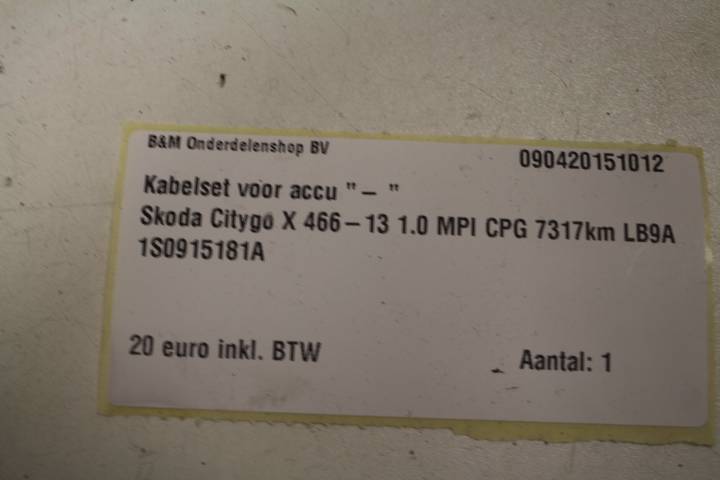 B&M Onderdelenshop BV
090420151012
Kabelset voor accu "– "
Skoda Citygo X 466–13 1.0 MPI CPG 7317km LB9A
1S0915181A
20 euro inkl. BTW
Aantal: 1